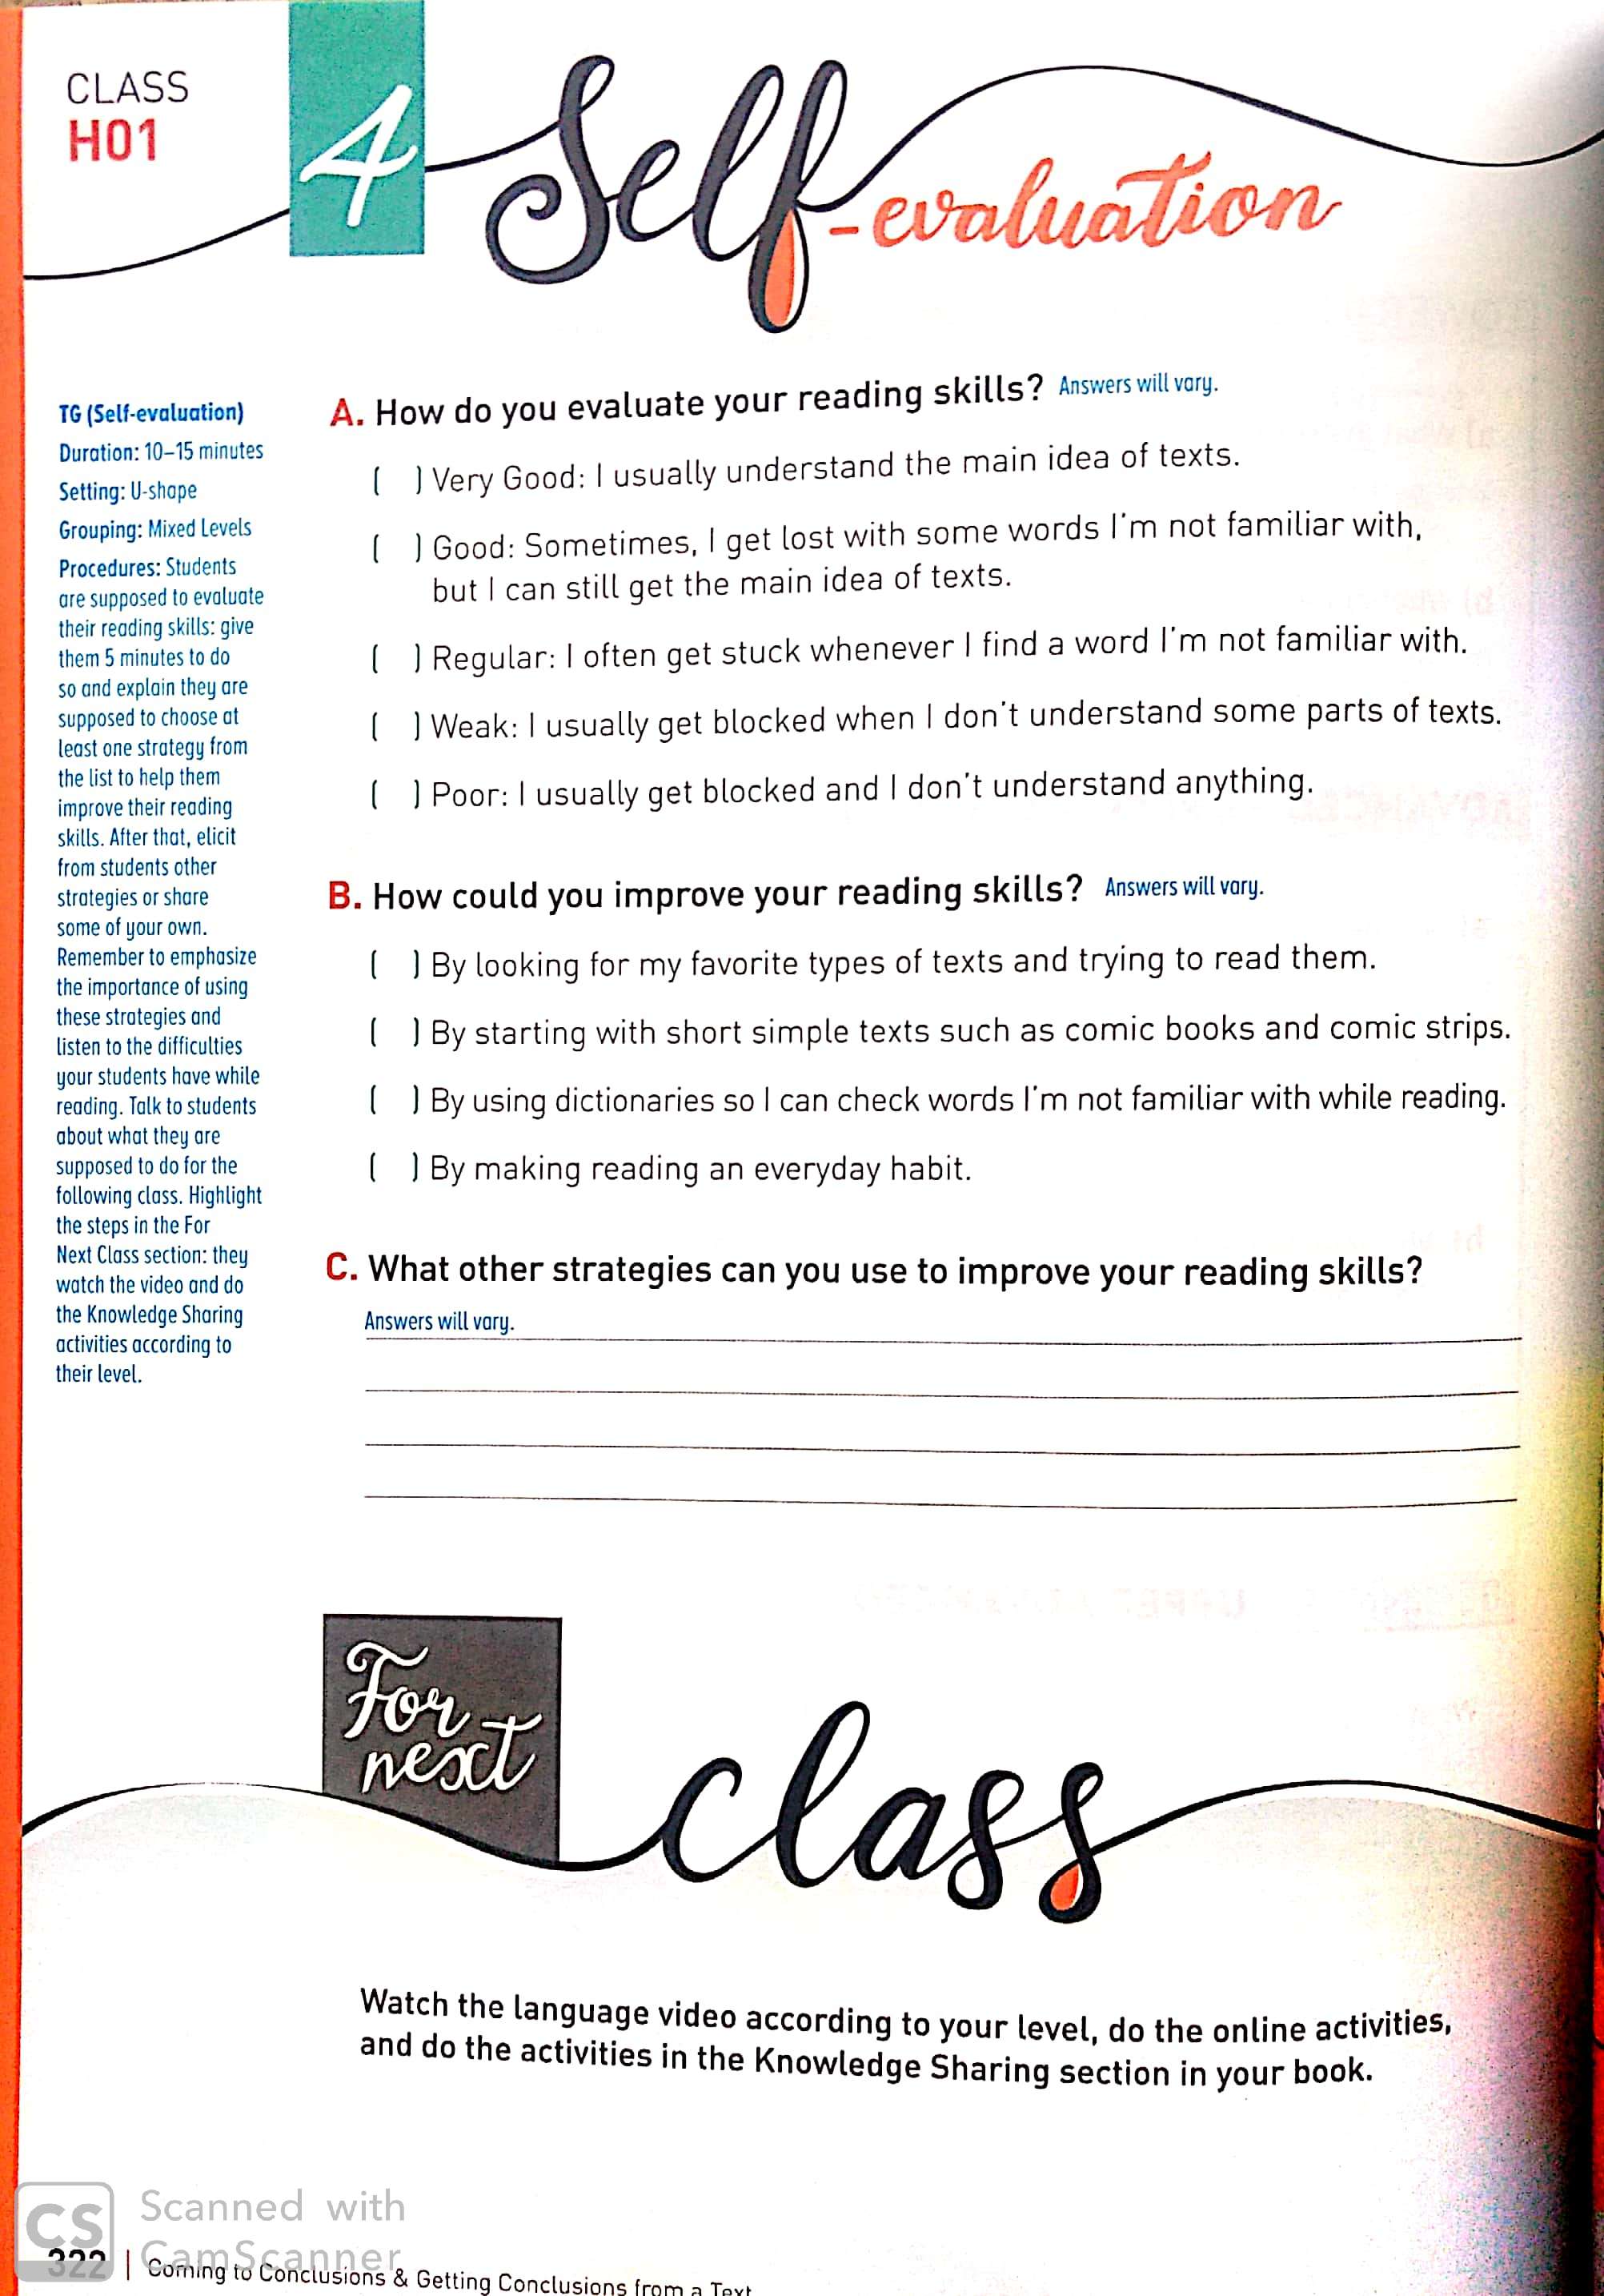 CLASS
H01
4
Self
-evaluation
TG (Self-evaluation)
Duration: 10–15 minutes
Setting: U-shape
Grouping: Mixed Levels
Procedures: Students
are supposed to evaluate
their reading skills: give
them 5 minutes to do
so and explain they are
supposed to choose at
least one strategy from
the list to help them
improve their reading
skills. After that, elicit
from students other
strategies or share
some of your own.
Remember to emphasize
the importance of using
these strategies and
listen to the difficulties
your students have while
reading. Talk to students
about what they are
supposed to do for the
following class. Highlight
the steps in the For
Next Class section: they
watch the video and do
the Knowledge Sharing
activities according to
their level.
A. How do you evaluate your reading skills? Answers will vary.
( ) Very Good: I usually understand the main idea of texts.
( ) Good: Sometimes, I get lost with some words I'm not familiar with,
but I can still get the main idea of texts.
( ) Regular: I often get stuck whenever I find a word I'm not familiar with.
( ) Weak: I usually get blocked when I don't understand some parts of texts.
( ) Poor: I usually get blocked and I don't understand anything.
B. How could you improve your reading skills? Answers will vary.
( ) By looking for my favorite types of texts and trying to read them.
( ) By starting with short simple texts such as comic books and comic strips.
( ) By using dictionaries so I can check words I'm not familiar with while reading.
( ) By making reading an everyday habit.
C. What other strategies can you use to improve your reading skills?
Answers will vary.
For
next
class
Watch the language video according to your level, do the online activities,
and do the activities in the Knowledge Sharing section in your book.
CS
Scanned with
CamScanner
322 | Coming to Conclusions & Getting Conclusions from a Text